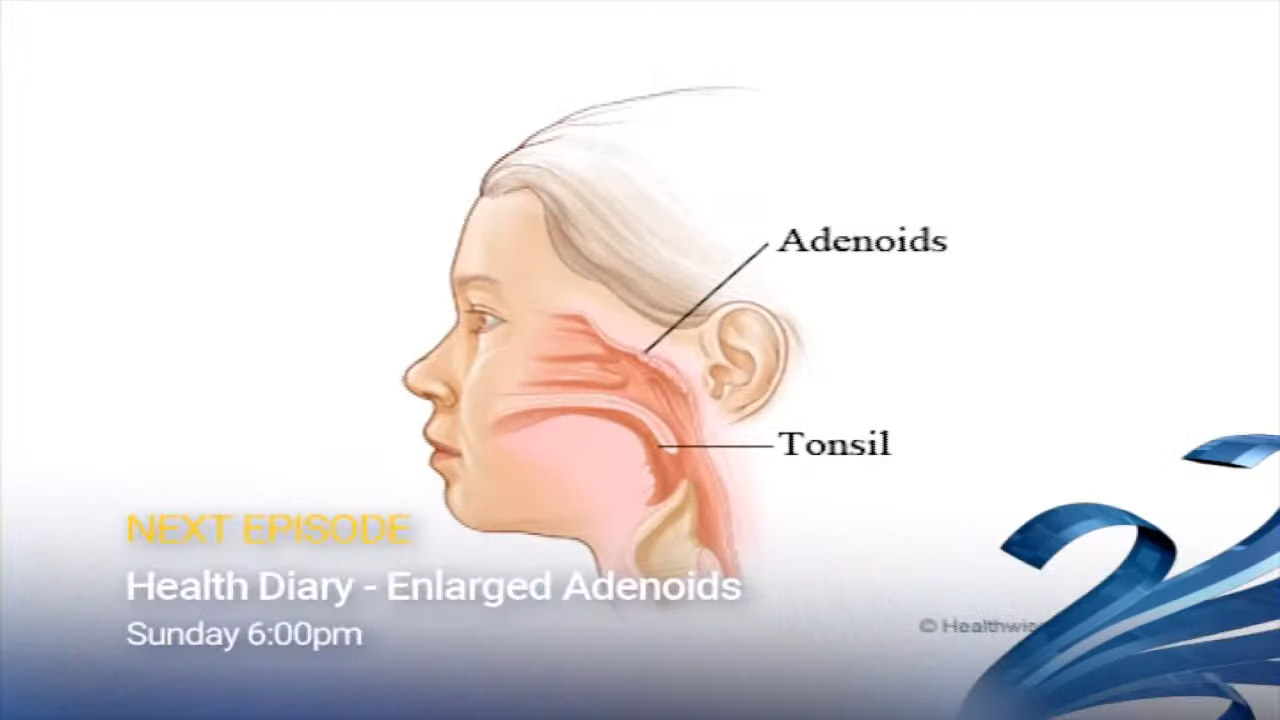 Adenoids
Tonsil
NEXT EPISODE
Health Diary - Enlarged Adenoids
Sunday 6:00pm
©